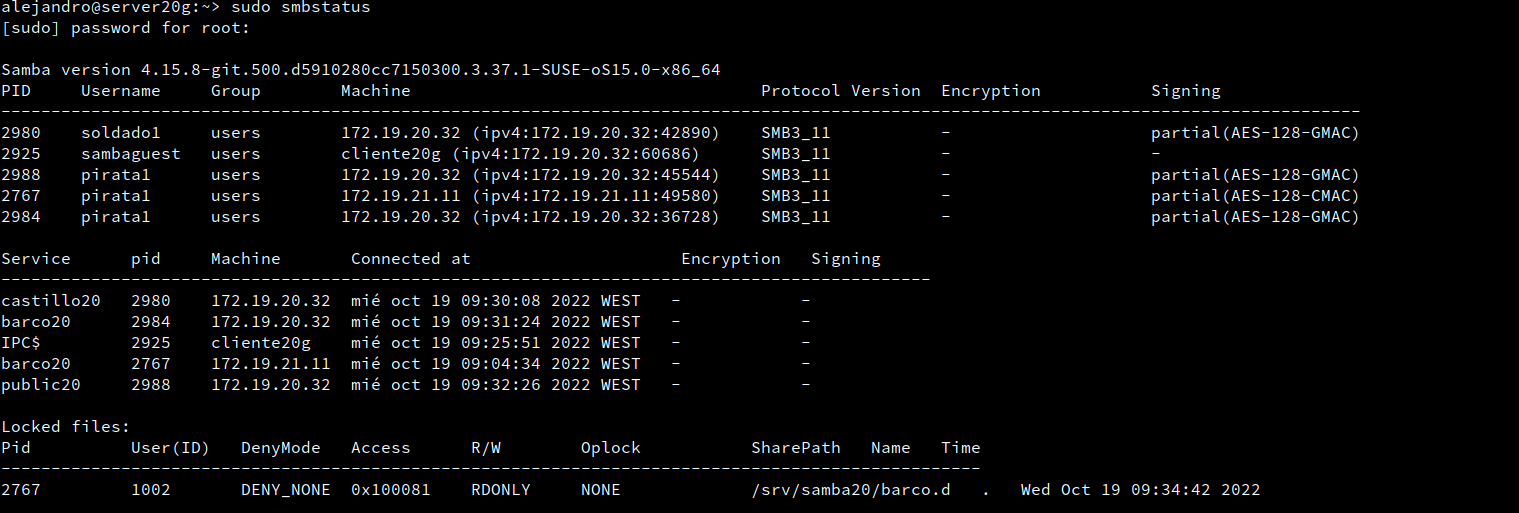 alejandro@server20g:~> sudo smbstatus
[sudo] password for root:
Samba version 4.15.8-git.500.d5910280cc7150300.3.37.1-SUSE-oS15.0-x86_64
PID     Username     Group        Machine                                   Protocol Version  Encryption           Signing
----------------------------------------------------------------------------------------------------------------------------------------
2980    soldado1     users        172.19.20.32 (ipv4:172.19.20.32:42890)    SMB3_11           -                    partial(AES-128-GMAC)
2925    sambaguest   users        cliente20g (ipv4:172.19.20.32:60686)      SMB3_11           -                    -
2988    pirata1      users        172.19.20.32 (ipv4:172.19.20.32:45544)    SMB3_11           -                    partial(AES-128-GMAC)
2767    pirata1      users        172.19.21.11 (ipv4:172.19.21.11:49580)    SMB3_11           -                    partial(AES-128-CMAC)
2984    pirata1      users        172.19.20.32 (ipv4:172.19.20.32:36728)    SMB3_11           -                    partial(AES-128-GMAC)
Service      pid     Machine       Connected at                     Encryption   Signing
---------------------------------------------------------------------------------------------
castillo20   2980    172.19.20.32  mié oct 19 09:30:08 2022 WEST   -            -
barco20      2984    172.19.20.32  mié oct 19 09:31:24 2022 WEST   -            -
IPC$         2925    cliente20g    mié oct 19 09:25:51 2022 WEST   -            -
barco20      2767    172.19.21.11  mié oct 19 09:04:34 2022 WEST   -            -
public20     2988    172.19.20.32  mié oct 19 09:32:26 2022 WEST   -            -
Locked files:
Pid          User(ID)   DenyMode   Access      R/W        Oplock           SharePath   Name   Time
--------------------------------------------------------------------------------------------------
2767         1002       DENY_NONE  0x100081    RDONLY     NONE             /srv/samba20/barco.d   .   Wed Oct 19 09:34:42 2022